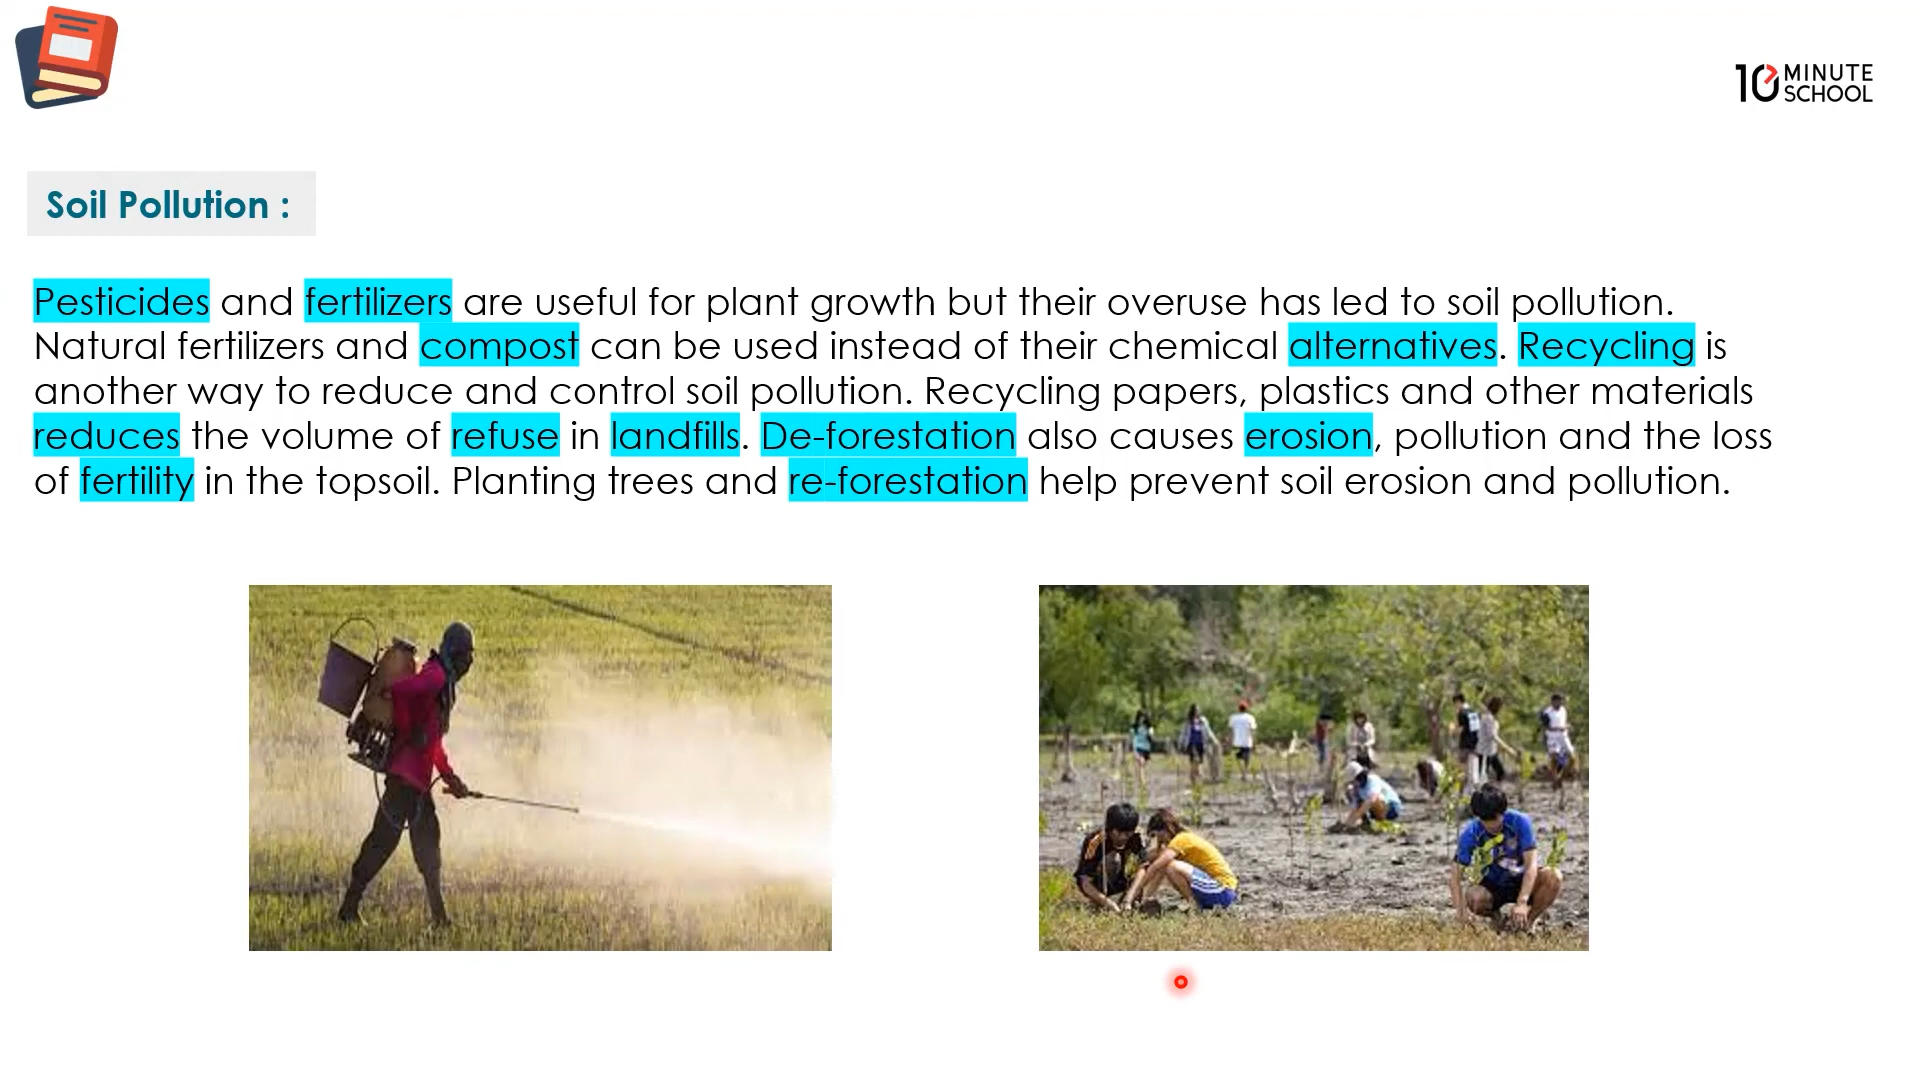 10 MINUTE
SCHOOL
Soil Pollution :
Pesticides and fertilizers are useful for plant growth but their overuse has led to soil pollution.
Natural fertilizers and compost can be used instead of their chemical alternatives. Recycling is
another way to reduce and control soil pollution. Recycling papers, plastics and other materials
reduces the volume of refuse in landfills. De-forestation also causes erosion, pollution and the loss
of fertility in the topsoil. Planting trees and re-forestation help prevent soil erosion and pollution.